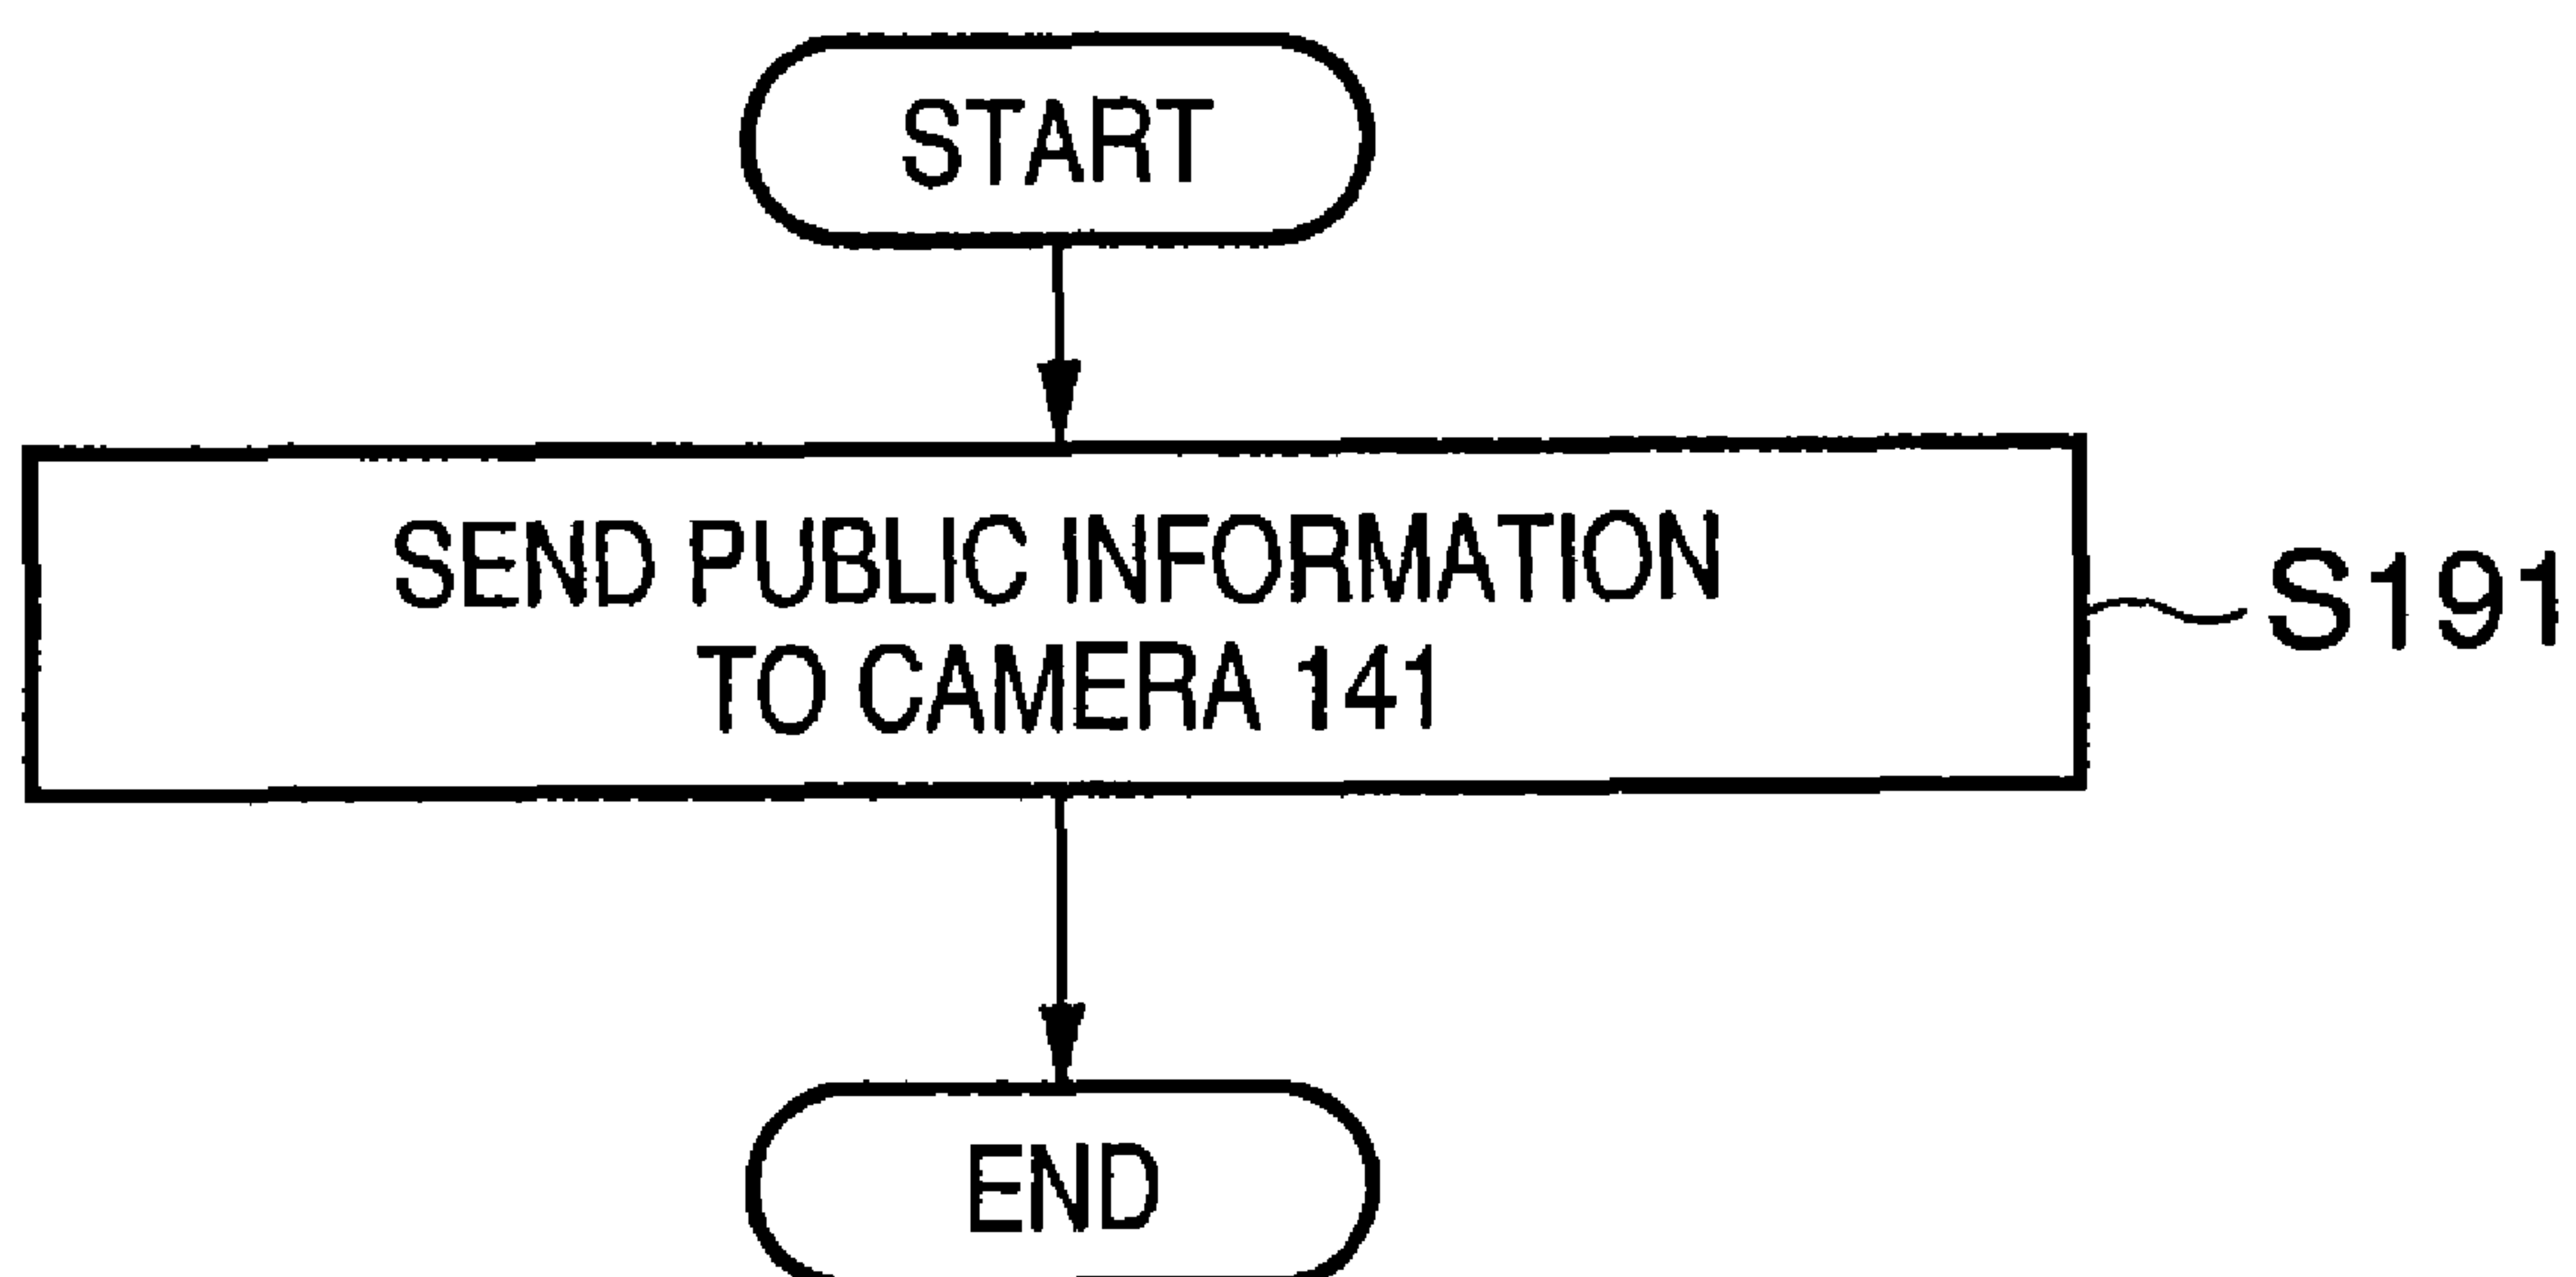 START
SEND PUBLIC INFORMATION
TO CAMERA 141
S191
END